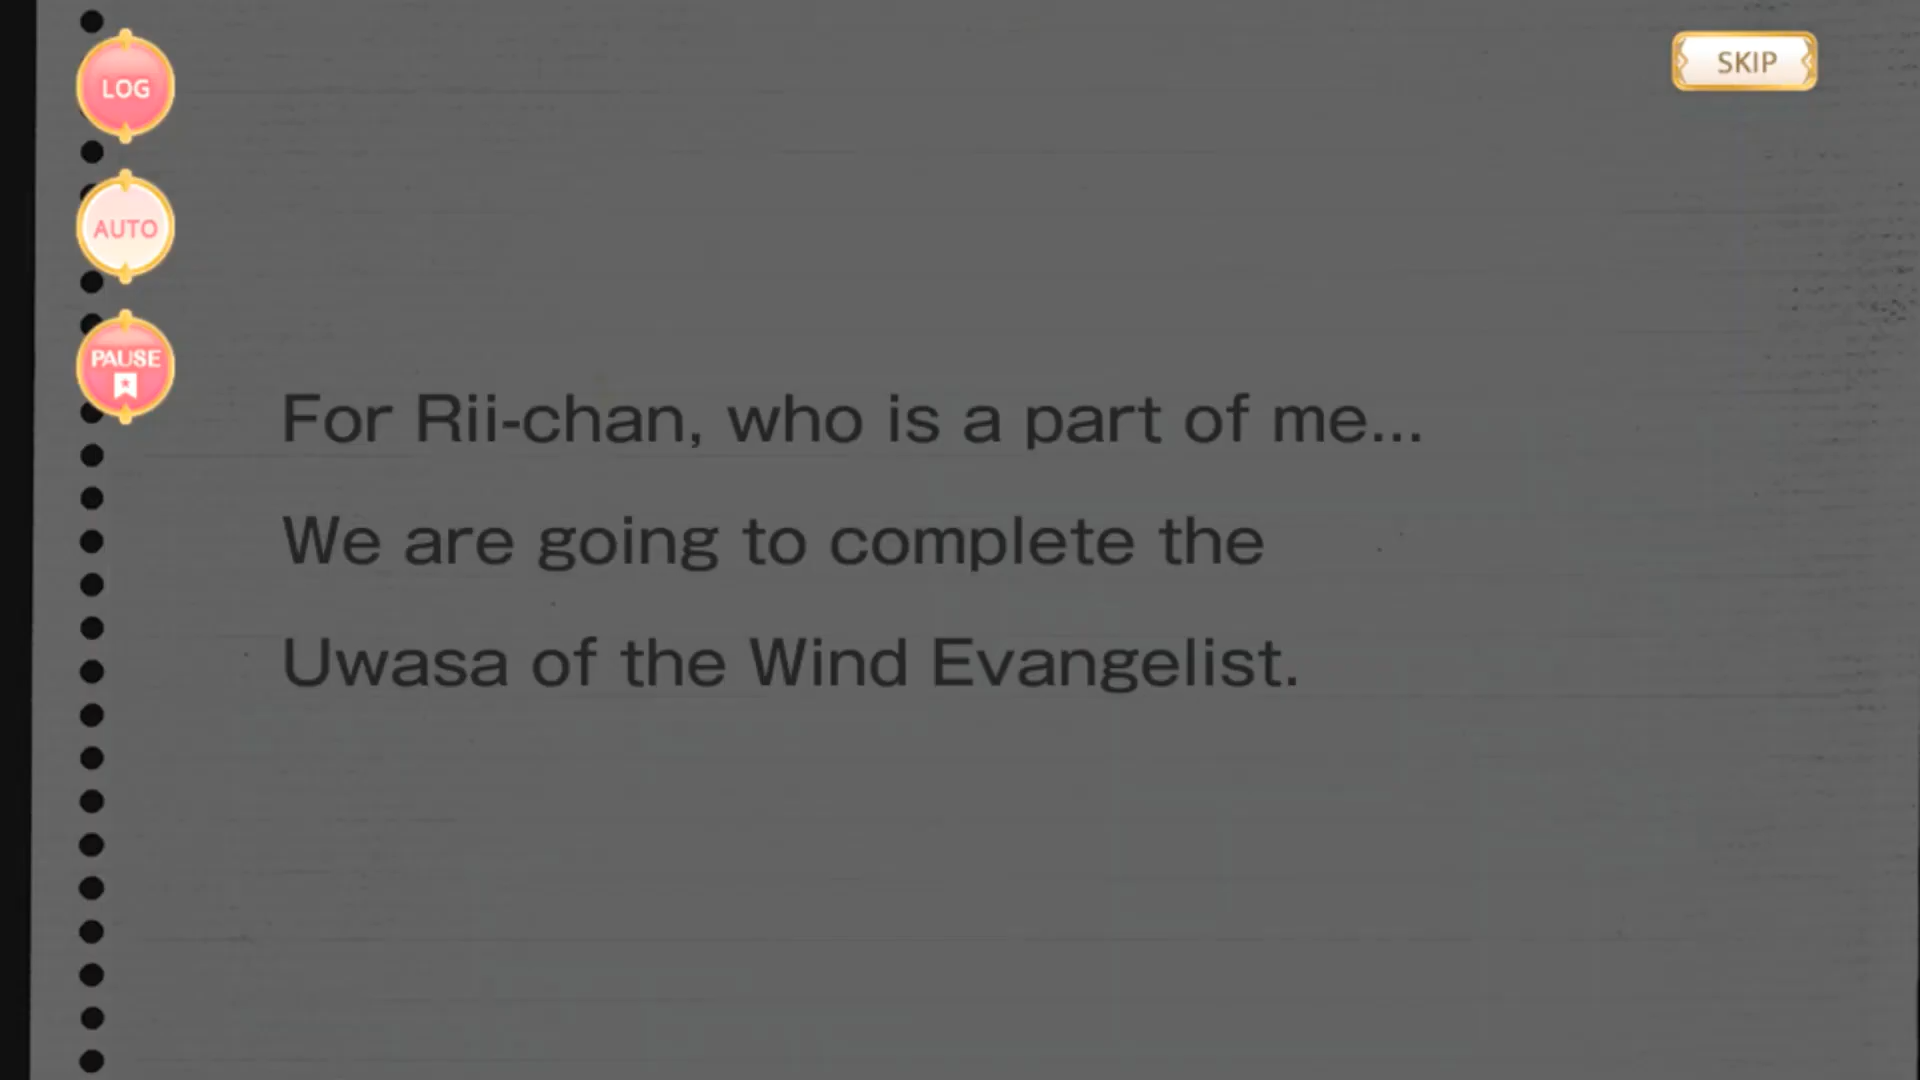 LOG
SKIP
AUTO
PAUSE
For Rii-chan, who is a part of me...
We are going to complete the
Uwasa of the Wind Evangelist.